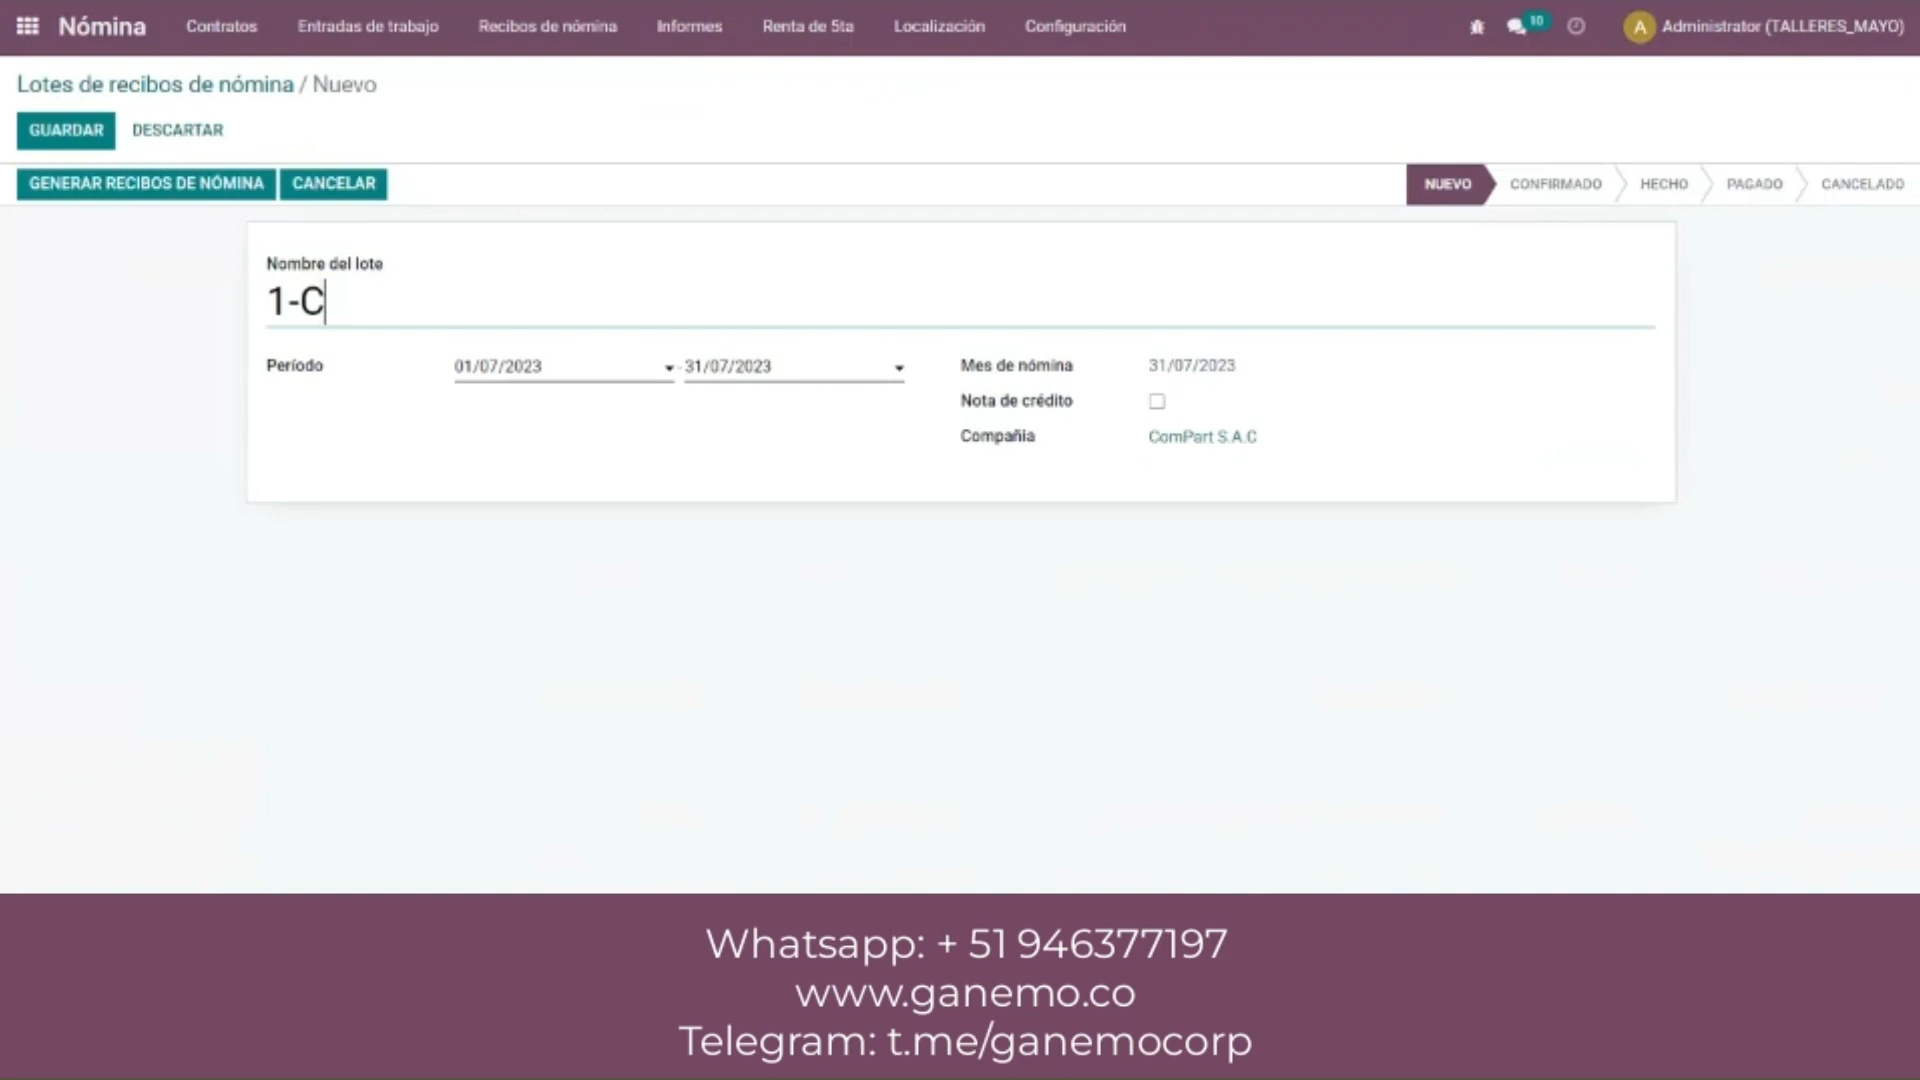 Nómina Contratos Entradas de trabajo Recibos de nómina Informes Renta de 5ta Localización Configuración 10 A Administrator (TALLERES_MAYO)
Lotes de recibos de nómina / Nuevo
GUARDAR DESCARTAR
GENERAR RECIBOS DE NÓMINA CANCELAR NUEVO CONFIRMADO HECHO PAGADO CANCELADO
Nombre del lote
1-C
Período 01/07/2023 - 31/07/2023 Mes de nómina 31/07/2023
Nota de crédito
Compañía ComPart S.A.C
Whatsapp: + 51 946377197
www.ganemo.co
Telegram: t.me/ganemocorp